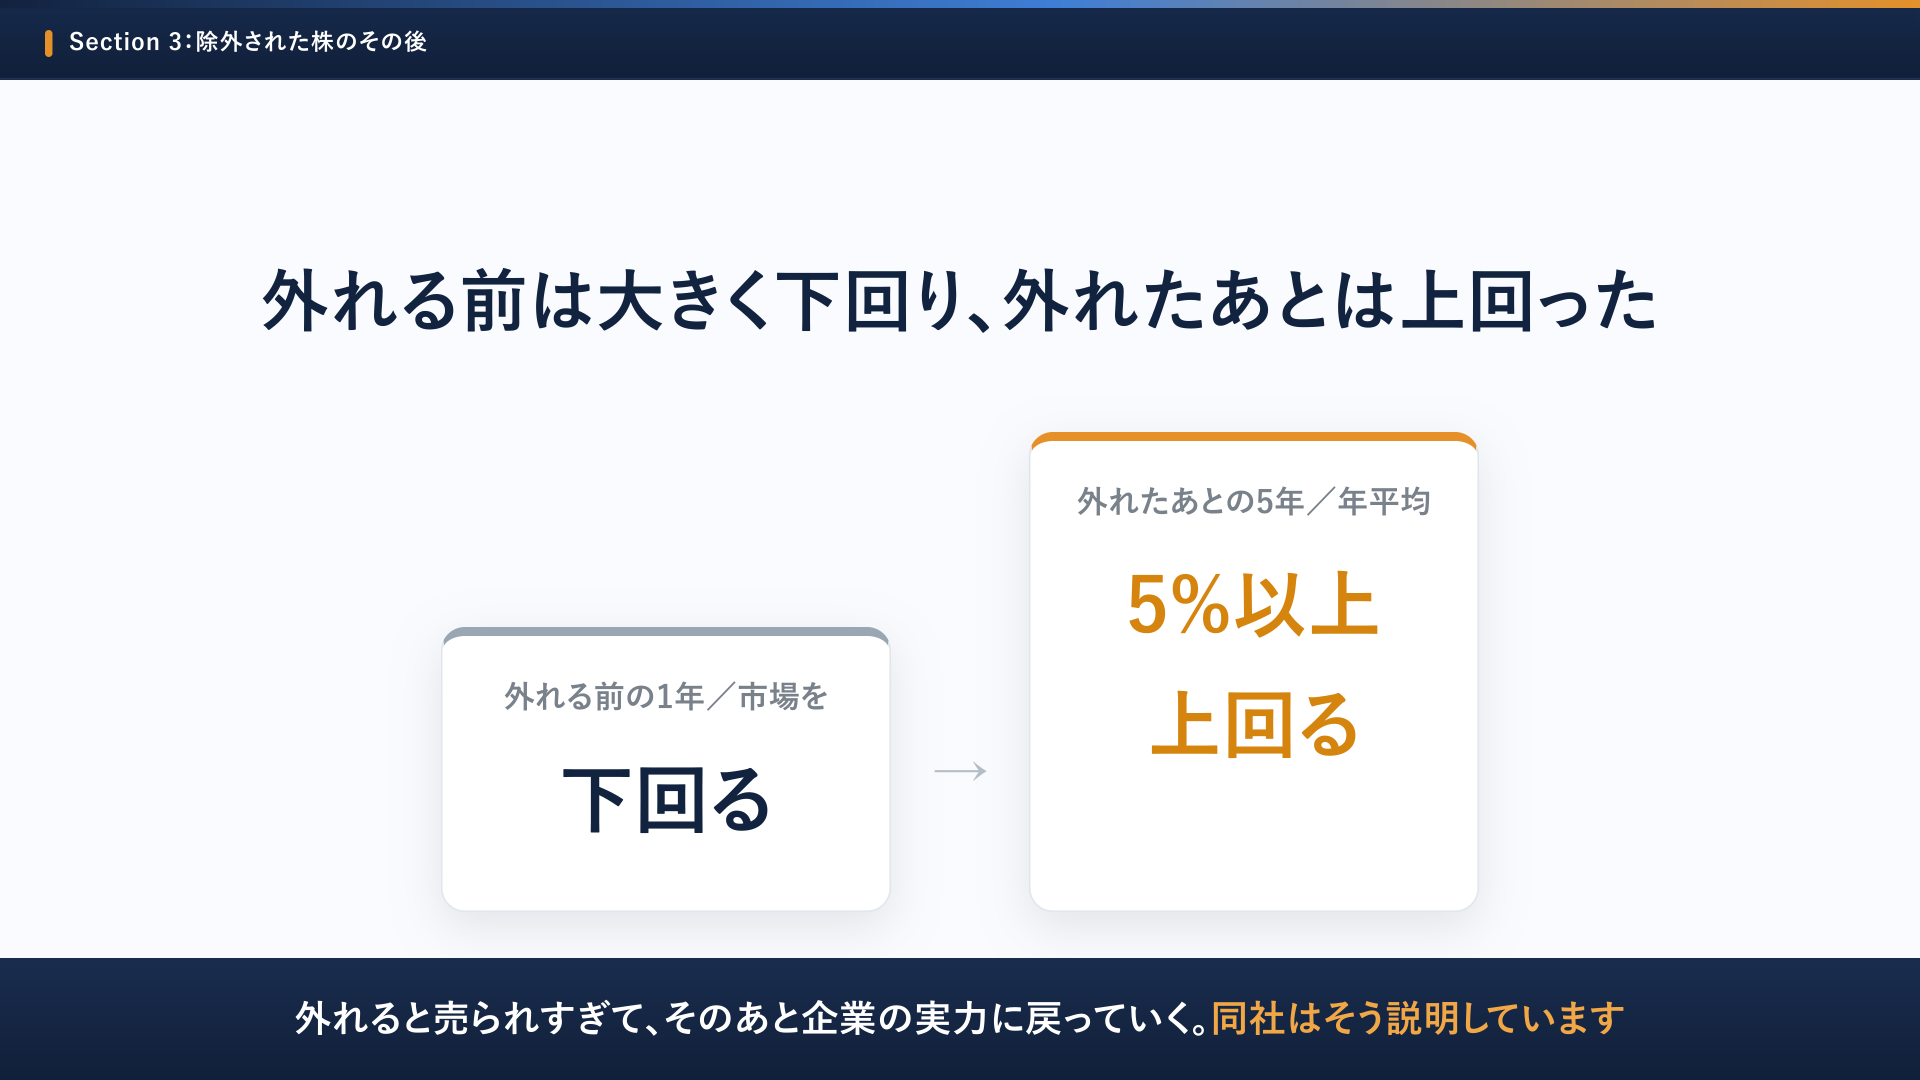 Section 3：除外された株のその後
外れる前は大きく下回り、外れたあとは上回った
外れる前の1年／市場を
下回る
→
外れたあとの5年／年平均
5%以上
上回る
外れると売られすぎて、そのあと企業の実力に戻っていく。同社はそう説明しています